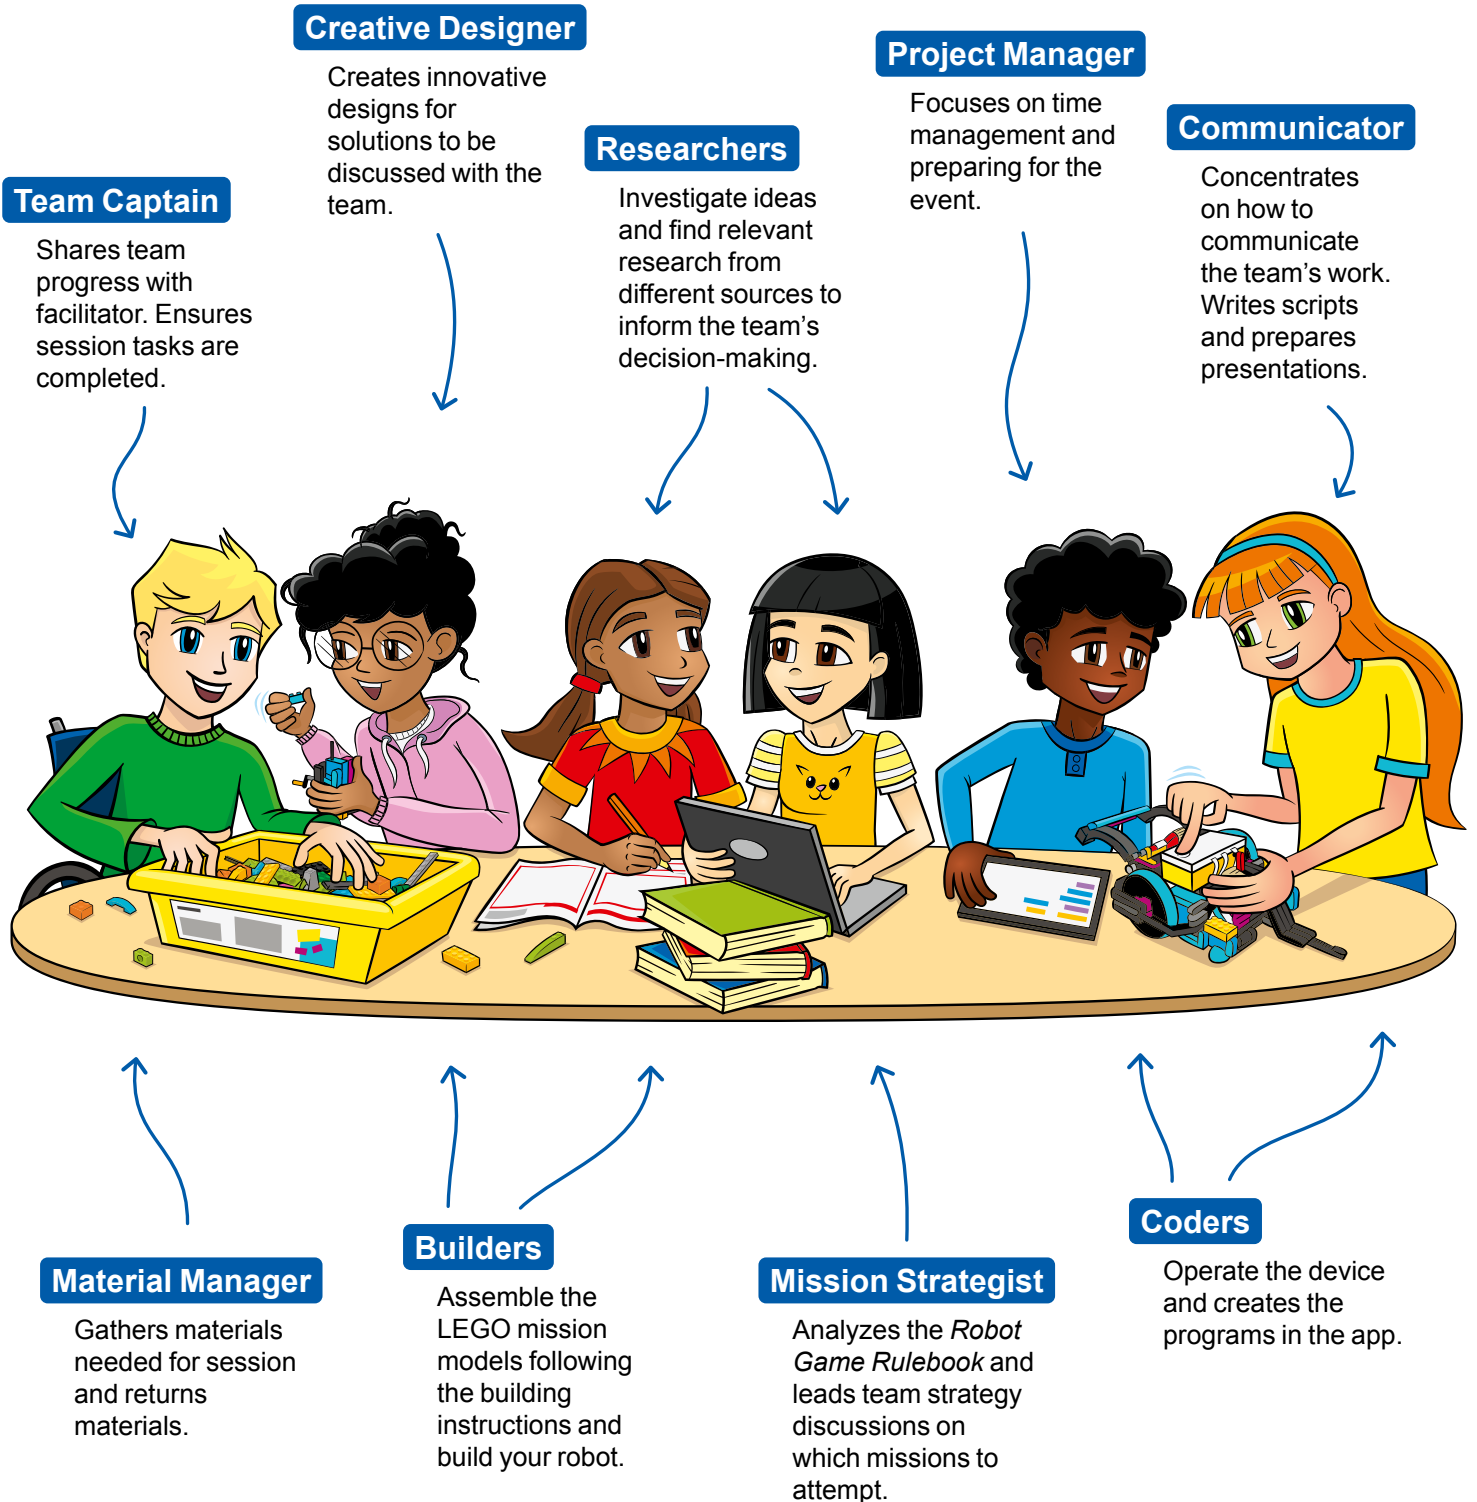 Creative Designer
Creates innovative
designs for
solutions to be
discussed with the
team.
Project Manager
Focuses on time
management and
preparing for the
event.
Communicator
Concentrates
on how to
communicate
the team's work.
Writes scripts
and prepares
presentations.
Researchers
Investigate ideas
and find relevant
research from
different sources to
inform the team's
decision-making.
Team Captain
Shares team
progress with
facilitator. Ensures
session tasks are
completed.
Material Manager
Gathers materials
needed for session
and returns
materials.
Builders
Assemble the
LEGO mission
models following
the building
instructions and
build your robot.
Mission Strategist
Analyzes the Robot
Game Rulebook and
leads team strategy
discussions on
which missions to
attempt.
Coders
Operate the device
and creates the
programs in the app.